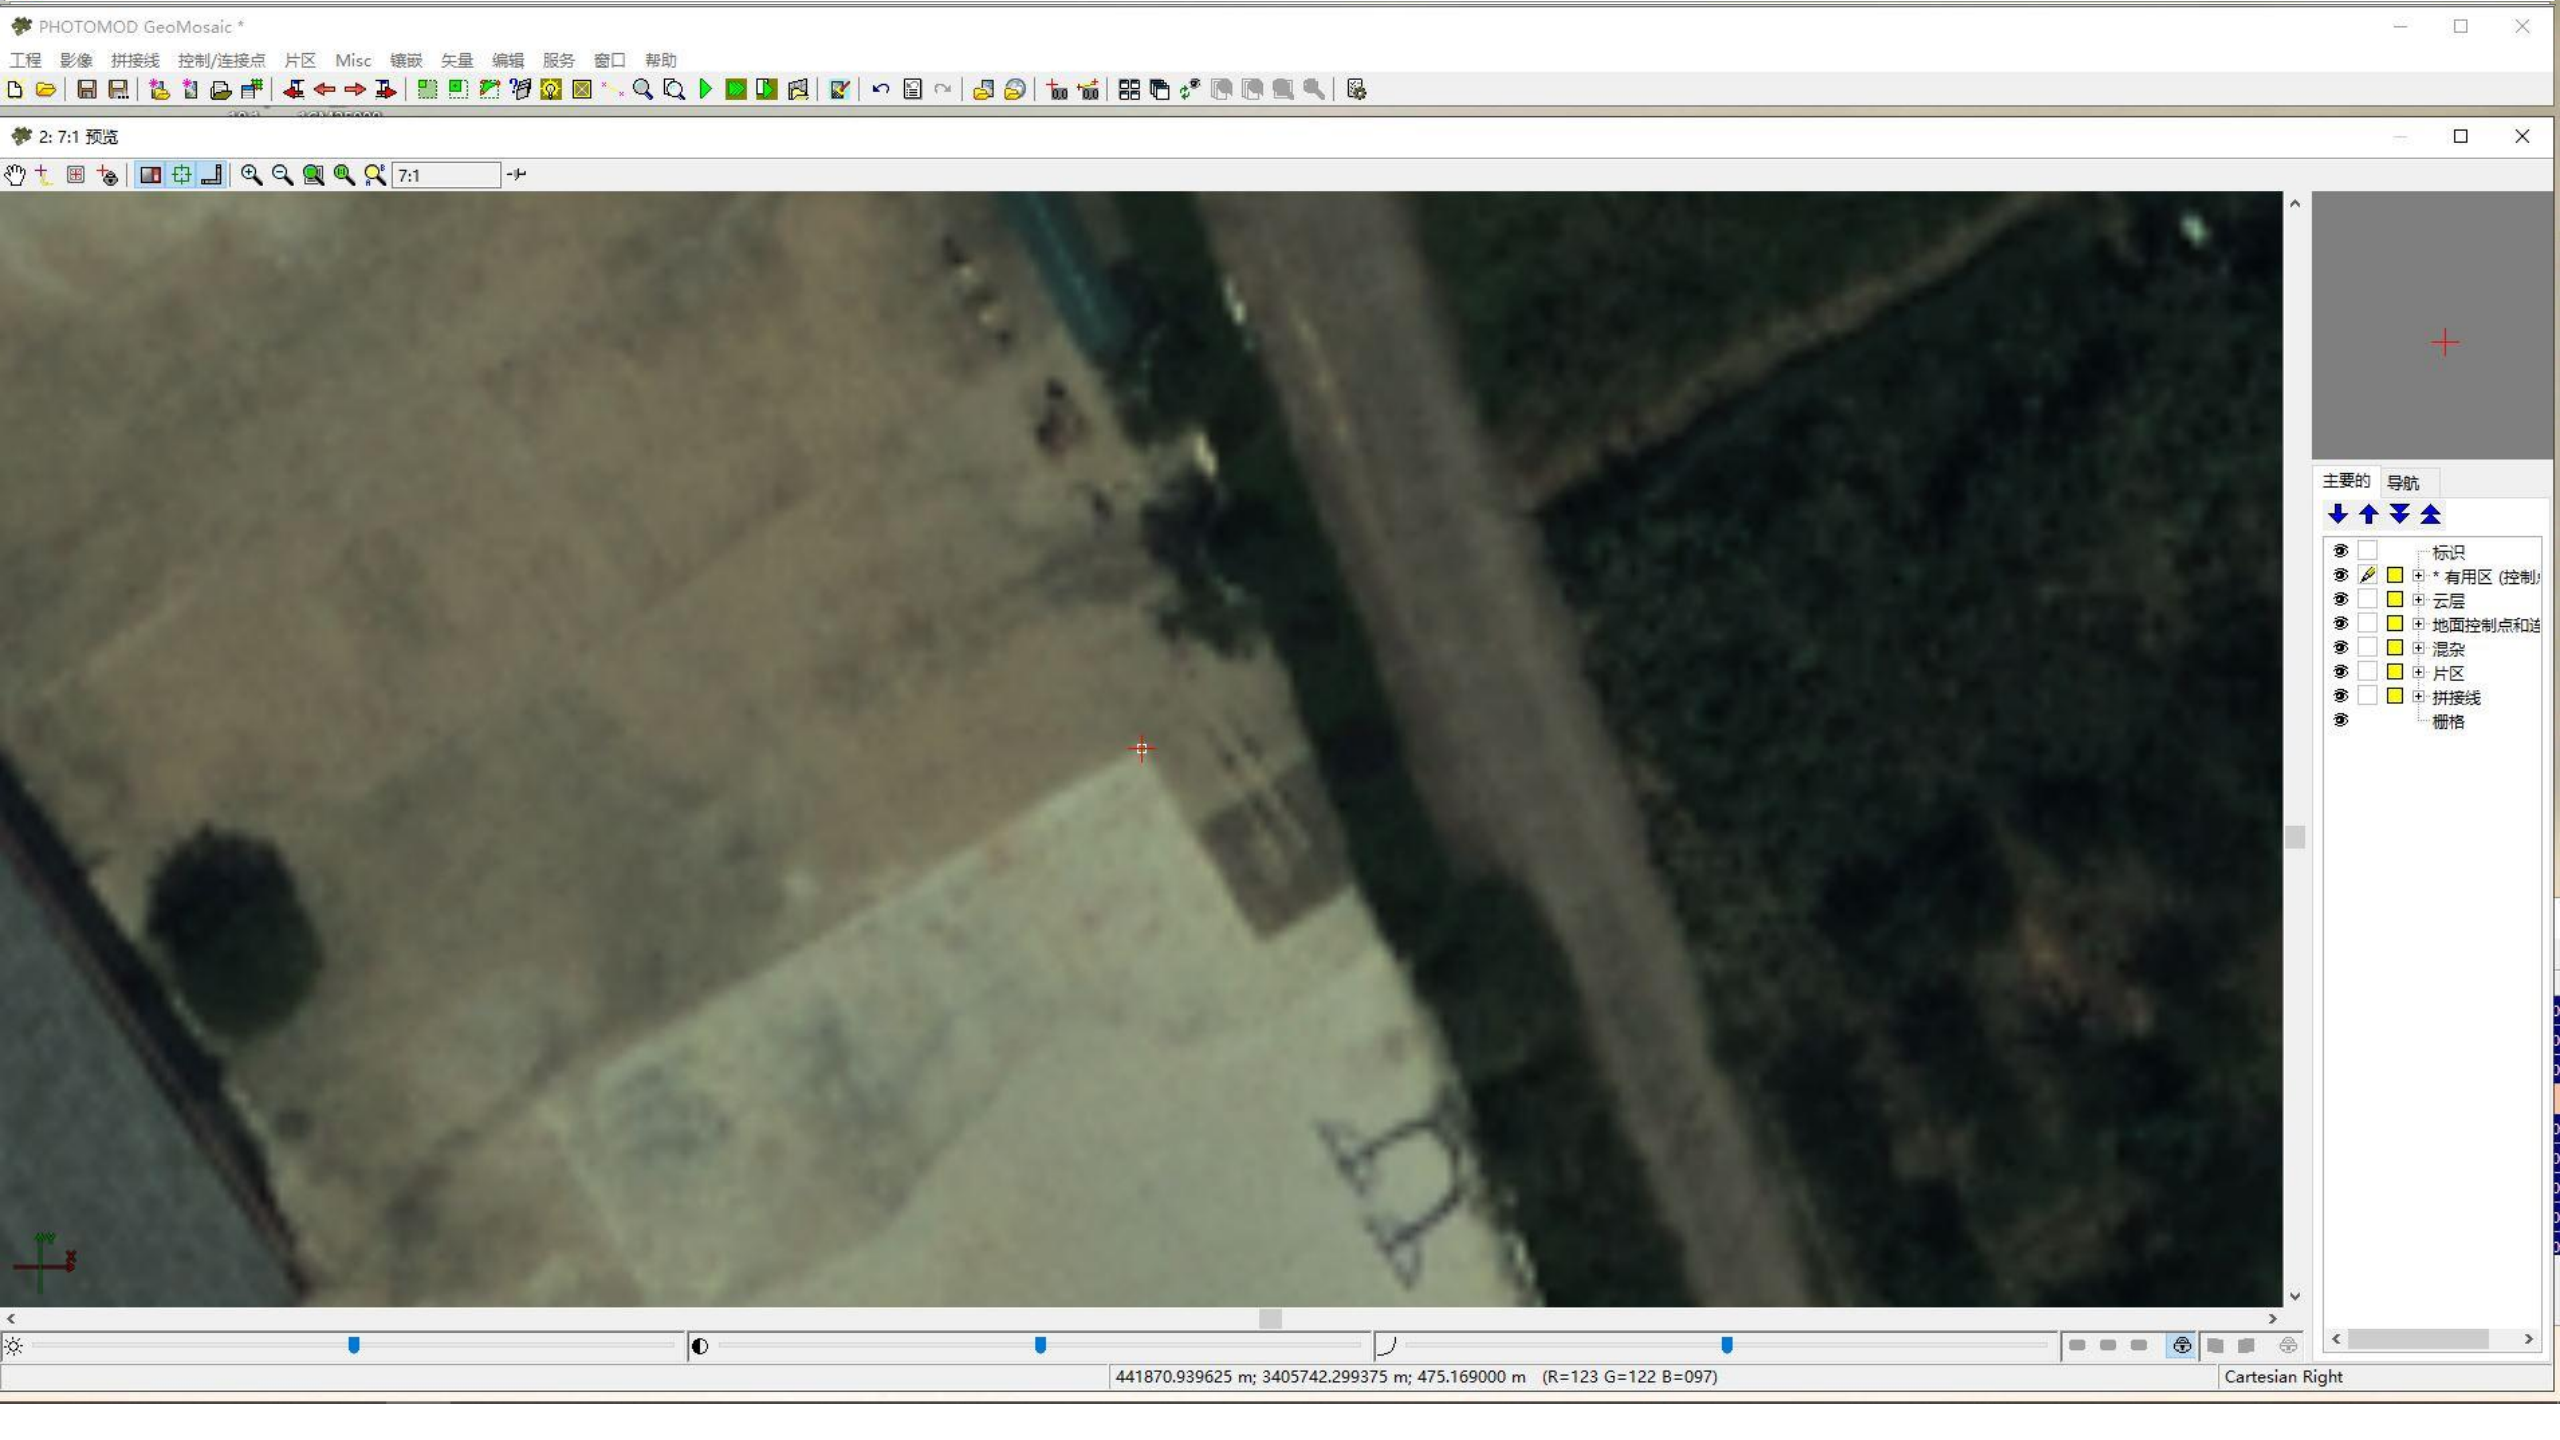 PHOTOMOD GeoMosaic *
工程 影像 拼接线 控制/连接点 片区 Misc 镶嵌 矢量 编辑 服务 窗口 帮助
2: 7:1 预览
7:1
主要的 导航
标识
* 有用区 (控制
云层
地面控制点和连
混杂
片区
拼接线
栅格
441870.939625 m; 3405742.299375 m; 475.169000 m (R=123 G=122 B=097)
Cartesian Right